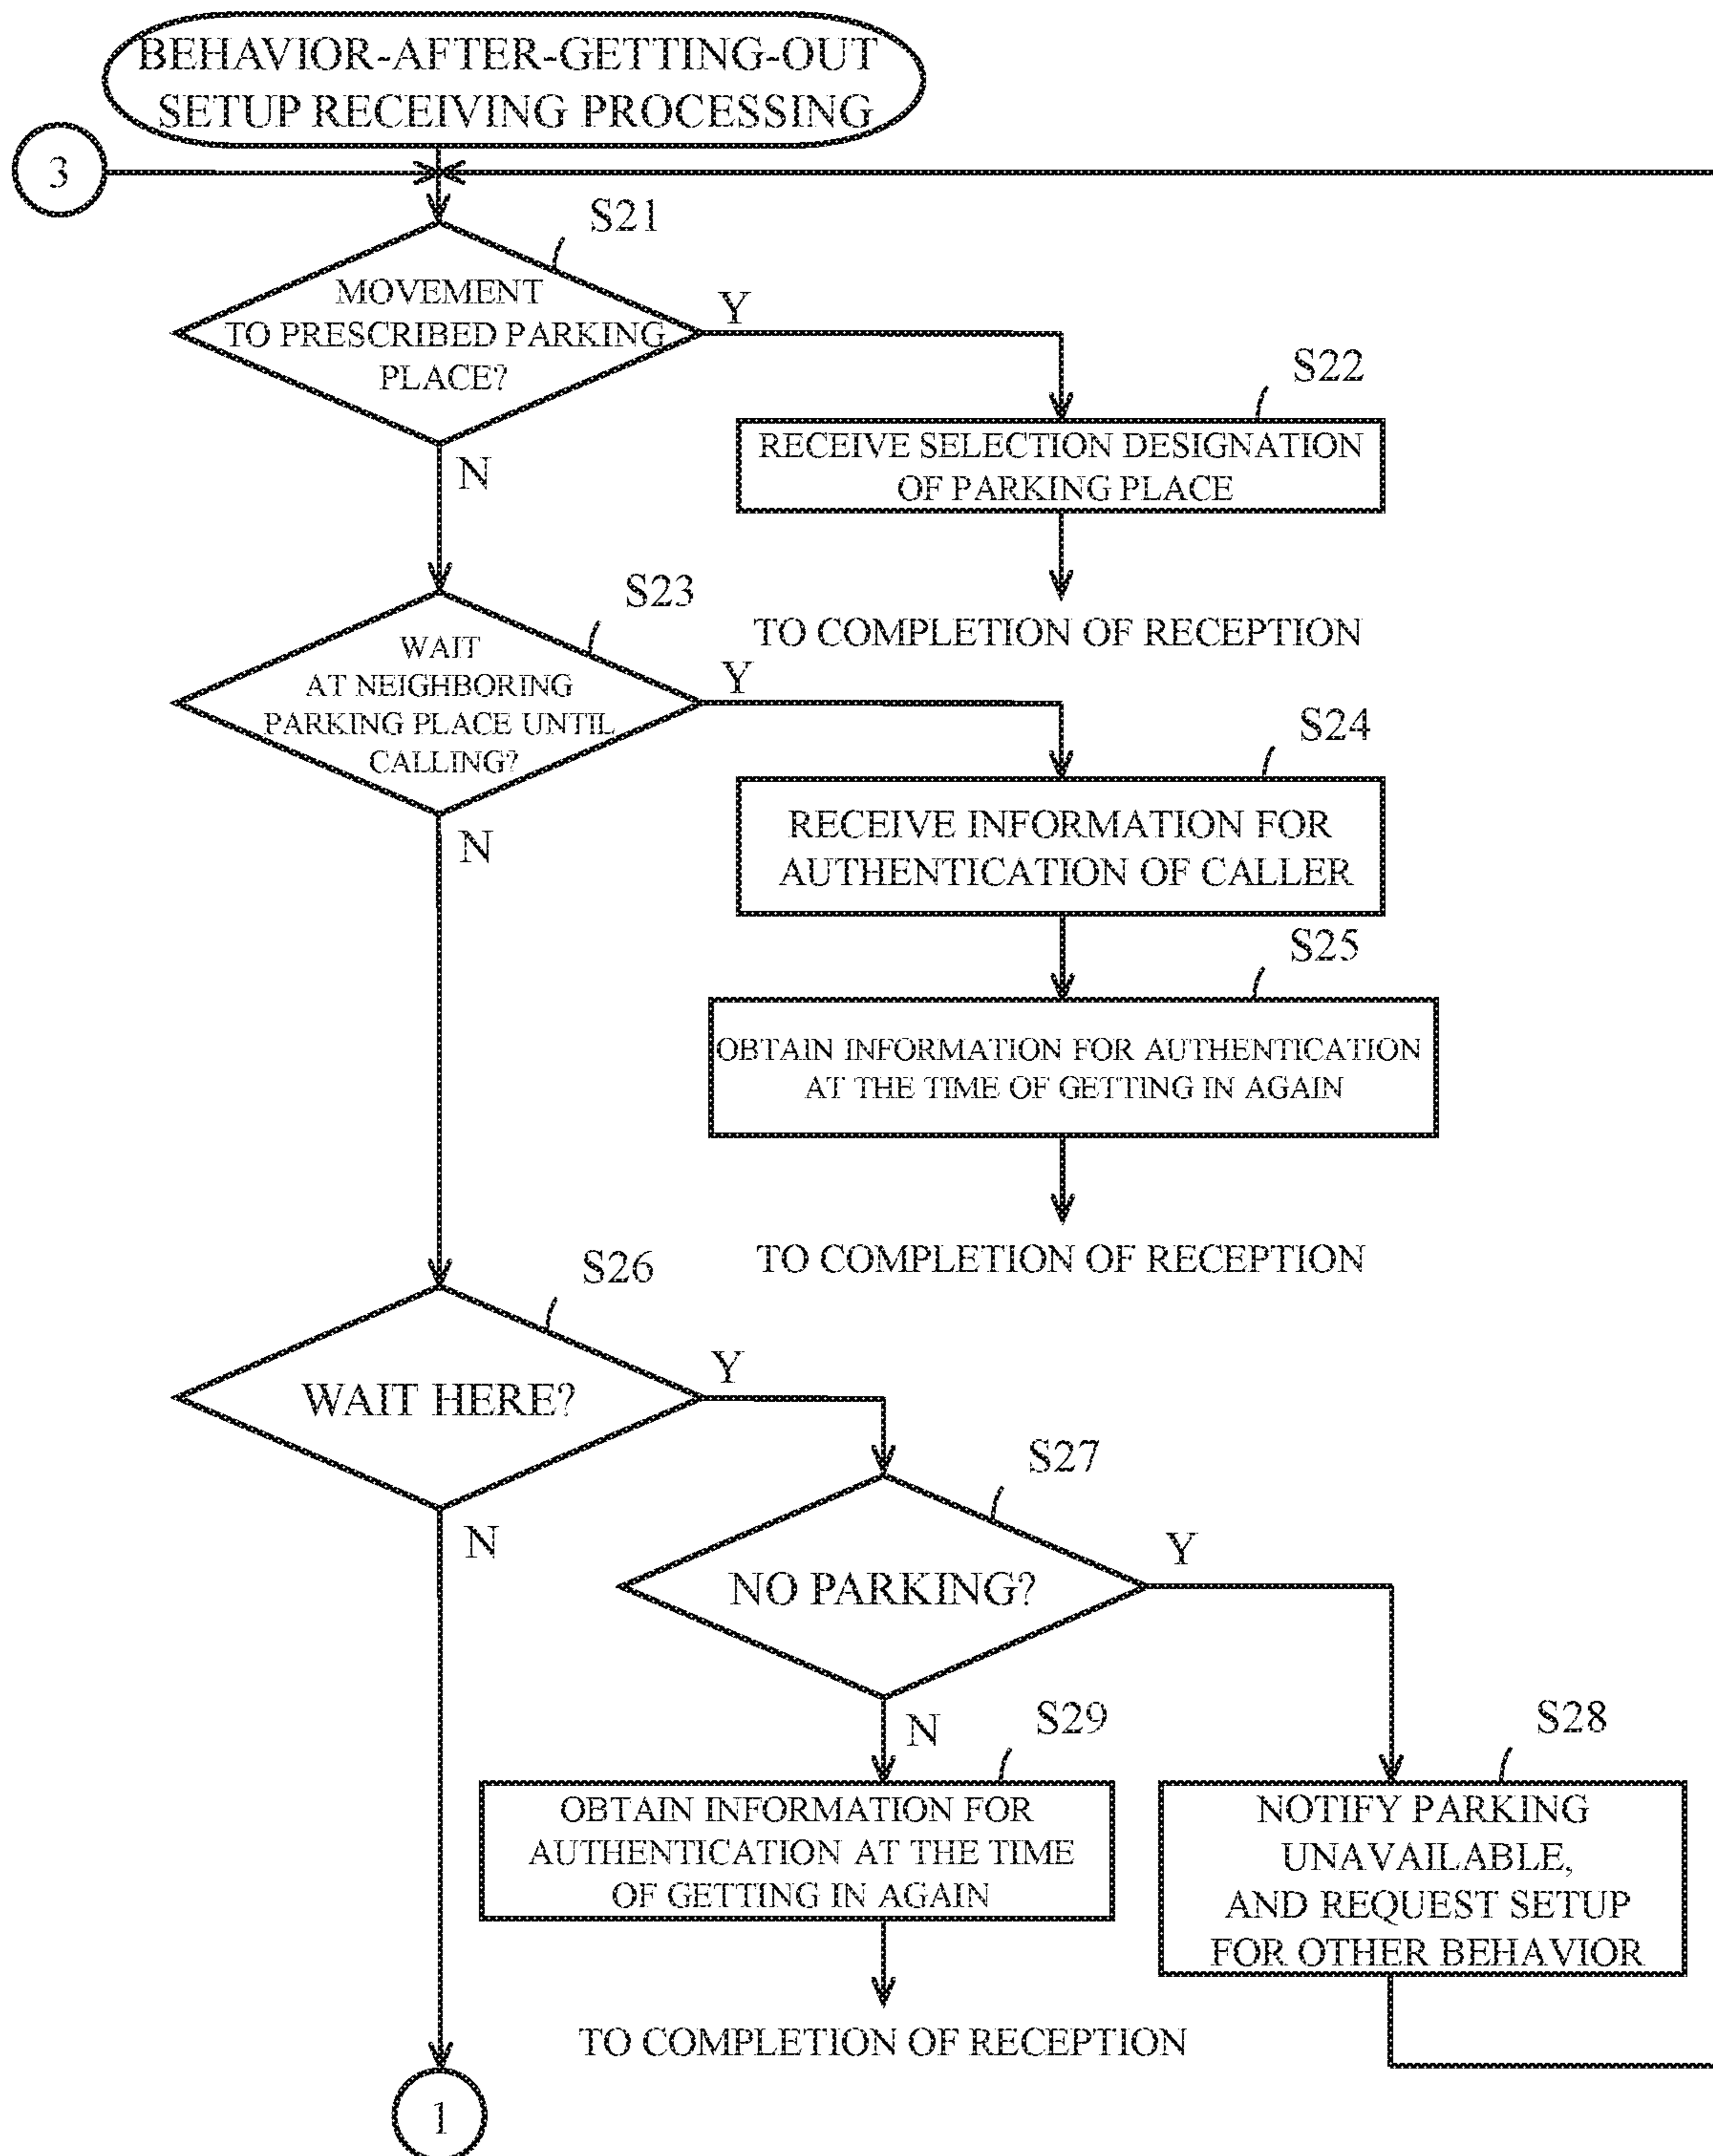 BEHAVIOR-AFTER-GETTING-OUT
SETUP RECEIVING PROCESSING
3
S21
MOVEMENT
TO PRESCRIBED PARKING
PLACE?
Y
N
S22
RECEIVE SELECTION DESIGNATION
OF PARKING PLACE
TO COMPLETION OF RECEPTION
S23
WAIT
AT NEIGHBORING
PARKING PLACE UNTIL
CALLING?
Y
N
S24
RECEIVE INFORMATION FOR
AUTHENTICATION OF CALLER
S25
OBTAIN INFORMATION FOR AUTHENTICATION
AT THE TIME OF GETTING IN AGAIN
TO COMPLETION OF RECEPTION
S26
WAIT HERE?
Y
N
S27
NO PARKING?
Y
N
S29
OBTAIN INFORMATION FOR
AUTHENTICATION AT THE TIME
OF GETTING IN AGAIN
TO COMPLETION OF RECEPTION
S28
NOTIFY PARKING
UNAVAILABLE,
AND REQUEST SETUP
FOR OTHER BEHAVIOR
1